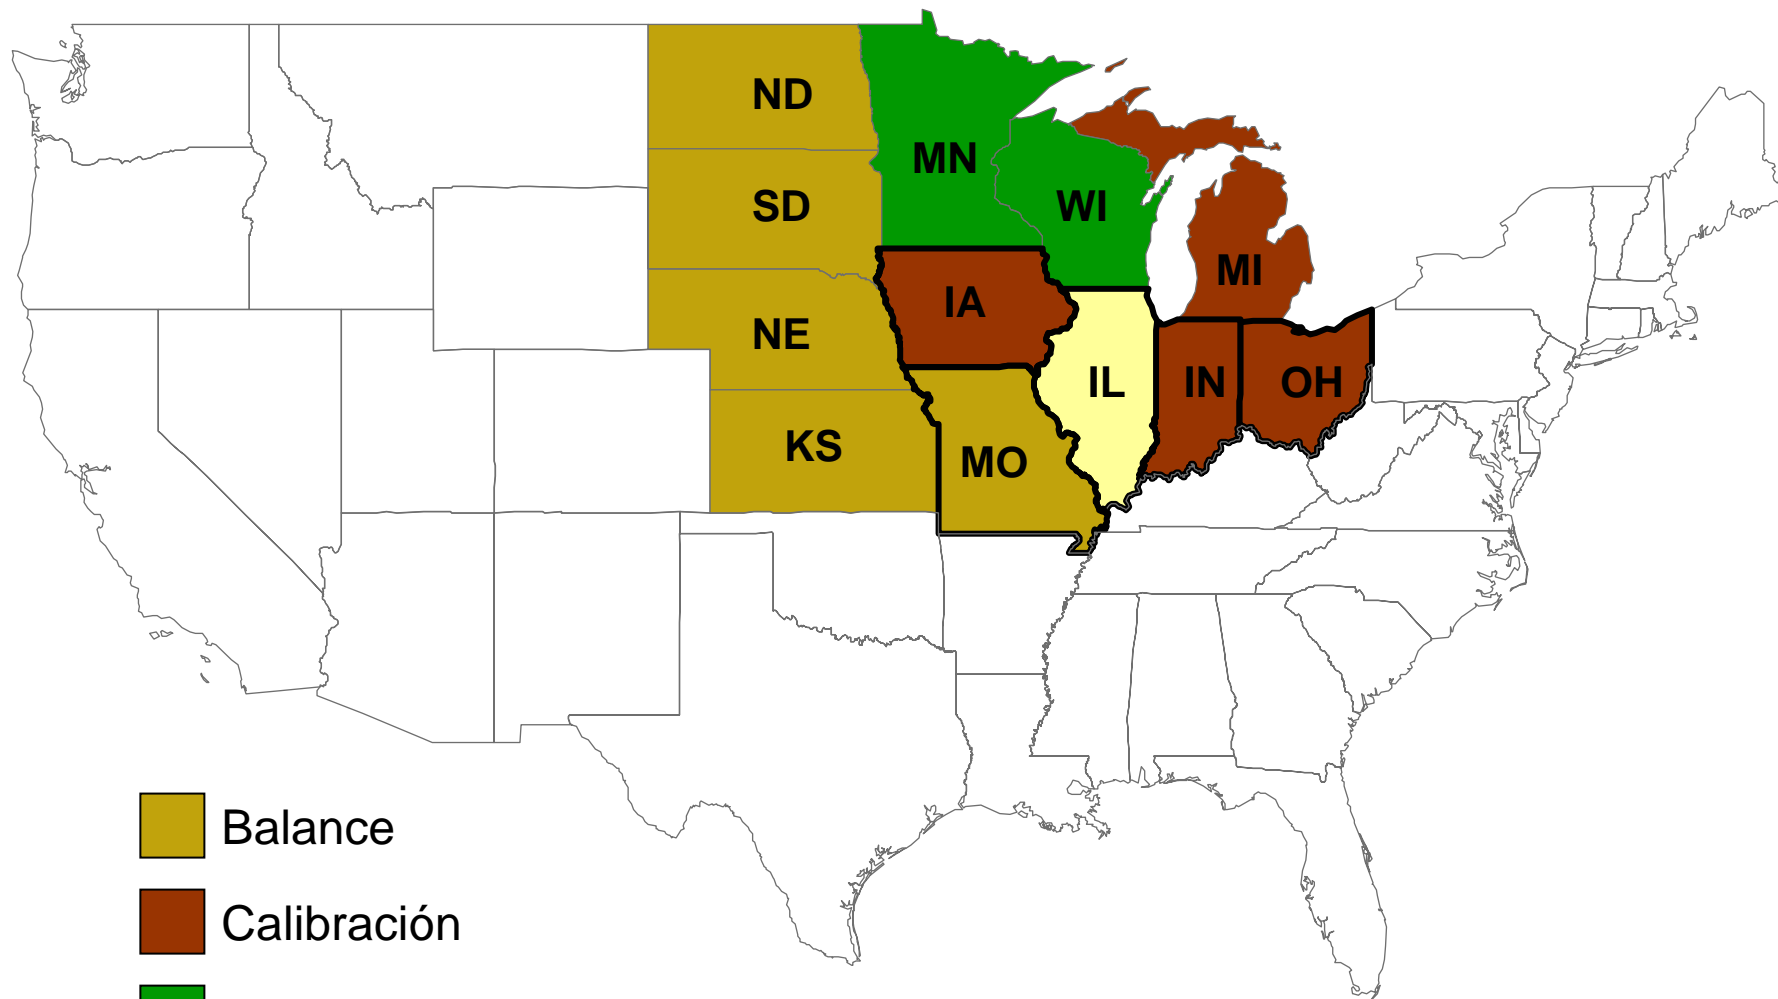 ND
MN
SD
WI
MI
IA
NE
IL
IN
OH
KS
MO
Balance
Calibración